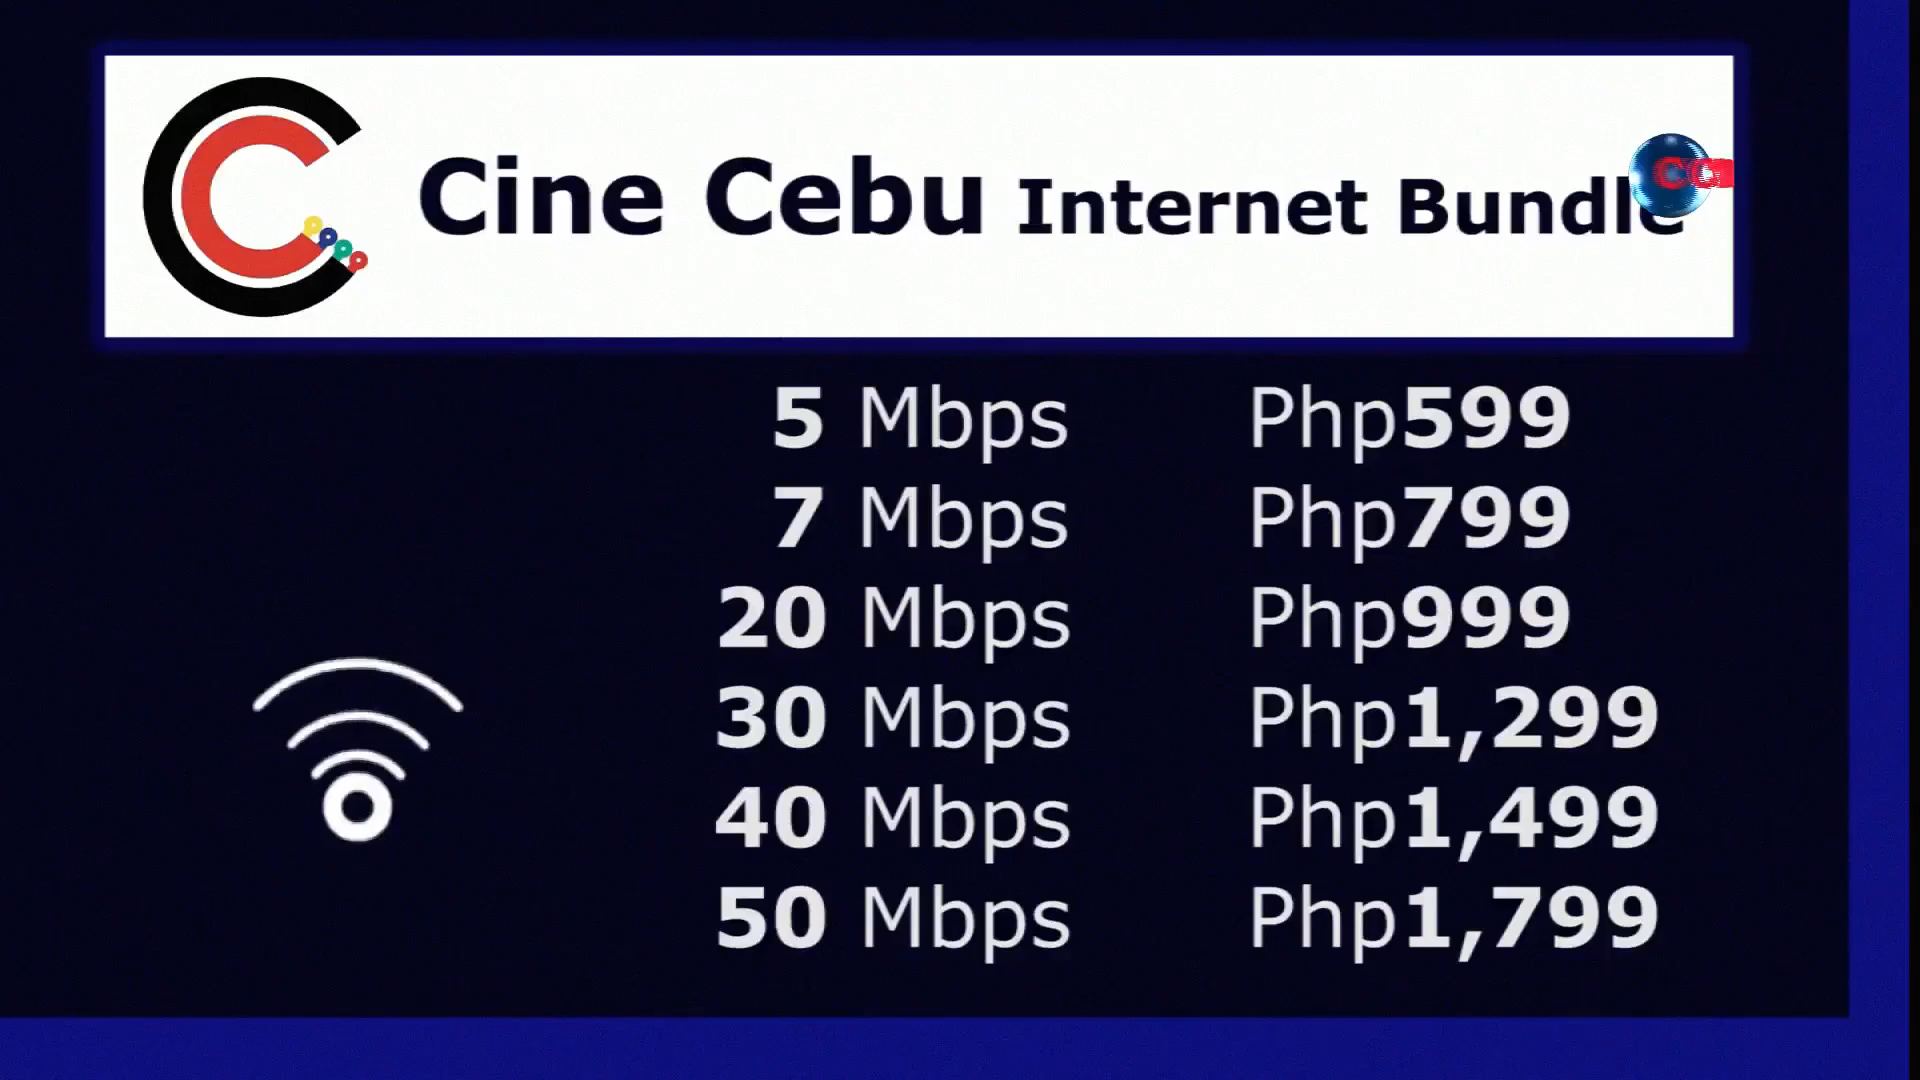 Cine Cebu Internet Bundle
5 Mbps Php599
7 Mbps Php799
20 Mbps Php999
30 Mbps Php1,299
40 Mbps Php1,499
50 Mbps Php1,799